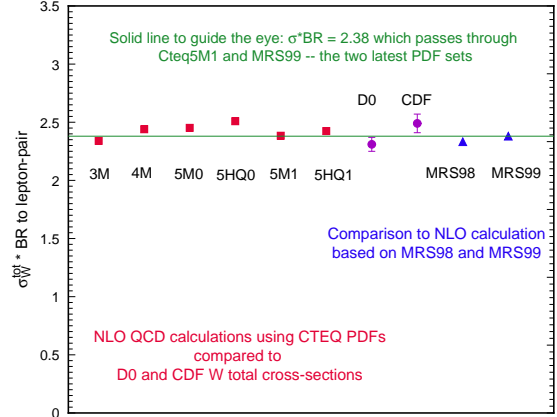 3.5
3
2.5
2
1.5
1
0.5
0
σ_W^tot * BR to lepton-pair
Solid line to guide the eye: σ*BR = 2.38 which passes through
Cteq5M1 and MRS99 -- the two latest PDF sets
D0 CDF
3M 4M 5M0 5HQ0 5M1 5HQ1 MRS98 MRS99
Comparison to NLO calculation
based on MRS98 and MRS99
NLO QCD calculations using CTEQ PDFs
compared to
D0 and CDF W total cross-sections